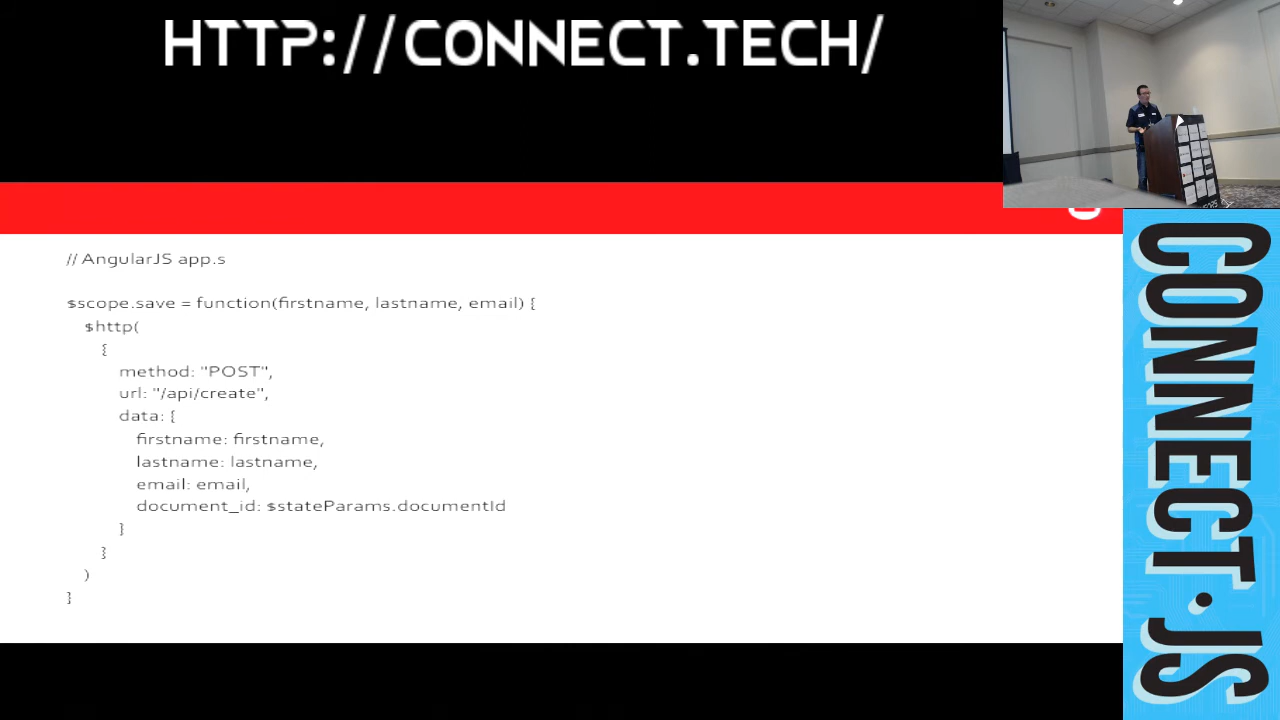 HTTP://CONNECT.TECH/
// AngularJS app.s
$scope.save = function(firstname, lastname, email) {
$http(
{
method: "POST",
url: "/api/create",
data: {
firstname: firstname,
lastname: lastname,
email: email,
document_id: $stateParams.documentId
}
}
)
}
CONNECT.JS